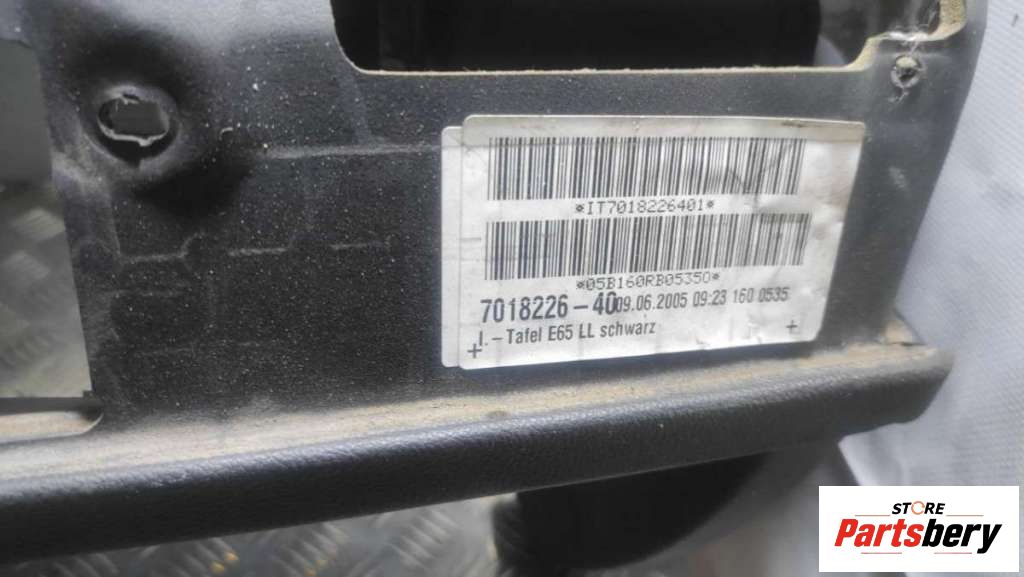 *IT7018226401*
*05B160RB05350*
7018226-40 09.06.2005 09:23 160 0535
I.-Tafel E65 LL schwarz
STORE
Partsbery